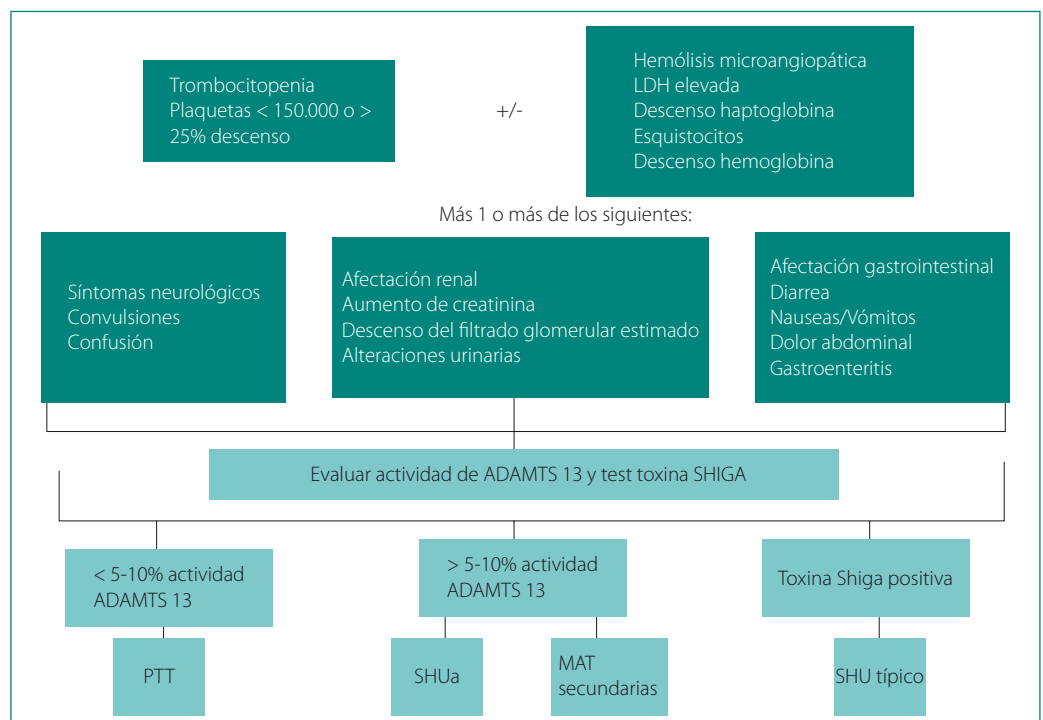 Trombocitopenia
Plaquetas < 150.000 o >
25% descenso
+/-
Hemólisis microangiopática
LDH elevada
Descenso haptoglobina
Esquistocitos
Descenso hemoglobina
Más 1 o más de los siguientes:
Síntomas neurológicos
Convulsiones
Confusión
Afectación renal
Aumento de creatinina
Descenso del filtrado glomerular estimado
Alteraciones urinarias
Afectación gastrointestinal
Diarrea
Nauseas/Vómitos
Dolor abdominal
Gastroenteritis
Evaluar actividad de ADAMTS 13 y test toxina SHIGA
< 5-10% actividad
ADAMTS 13
> 5-10% actividad
ADAMTS 13
Toxina Shiga positiva
PTT
SHUa
MAT
secundarias
SHU típico